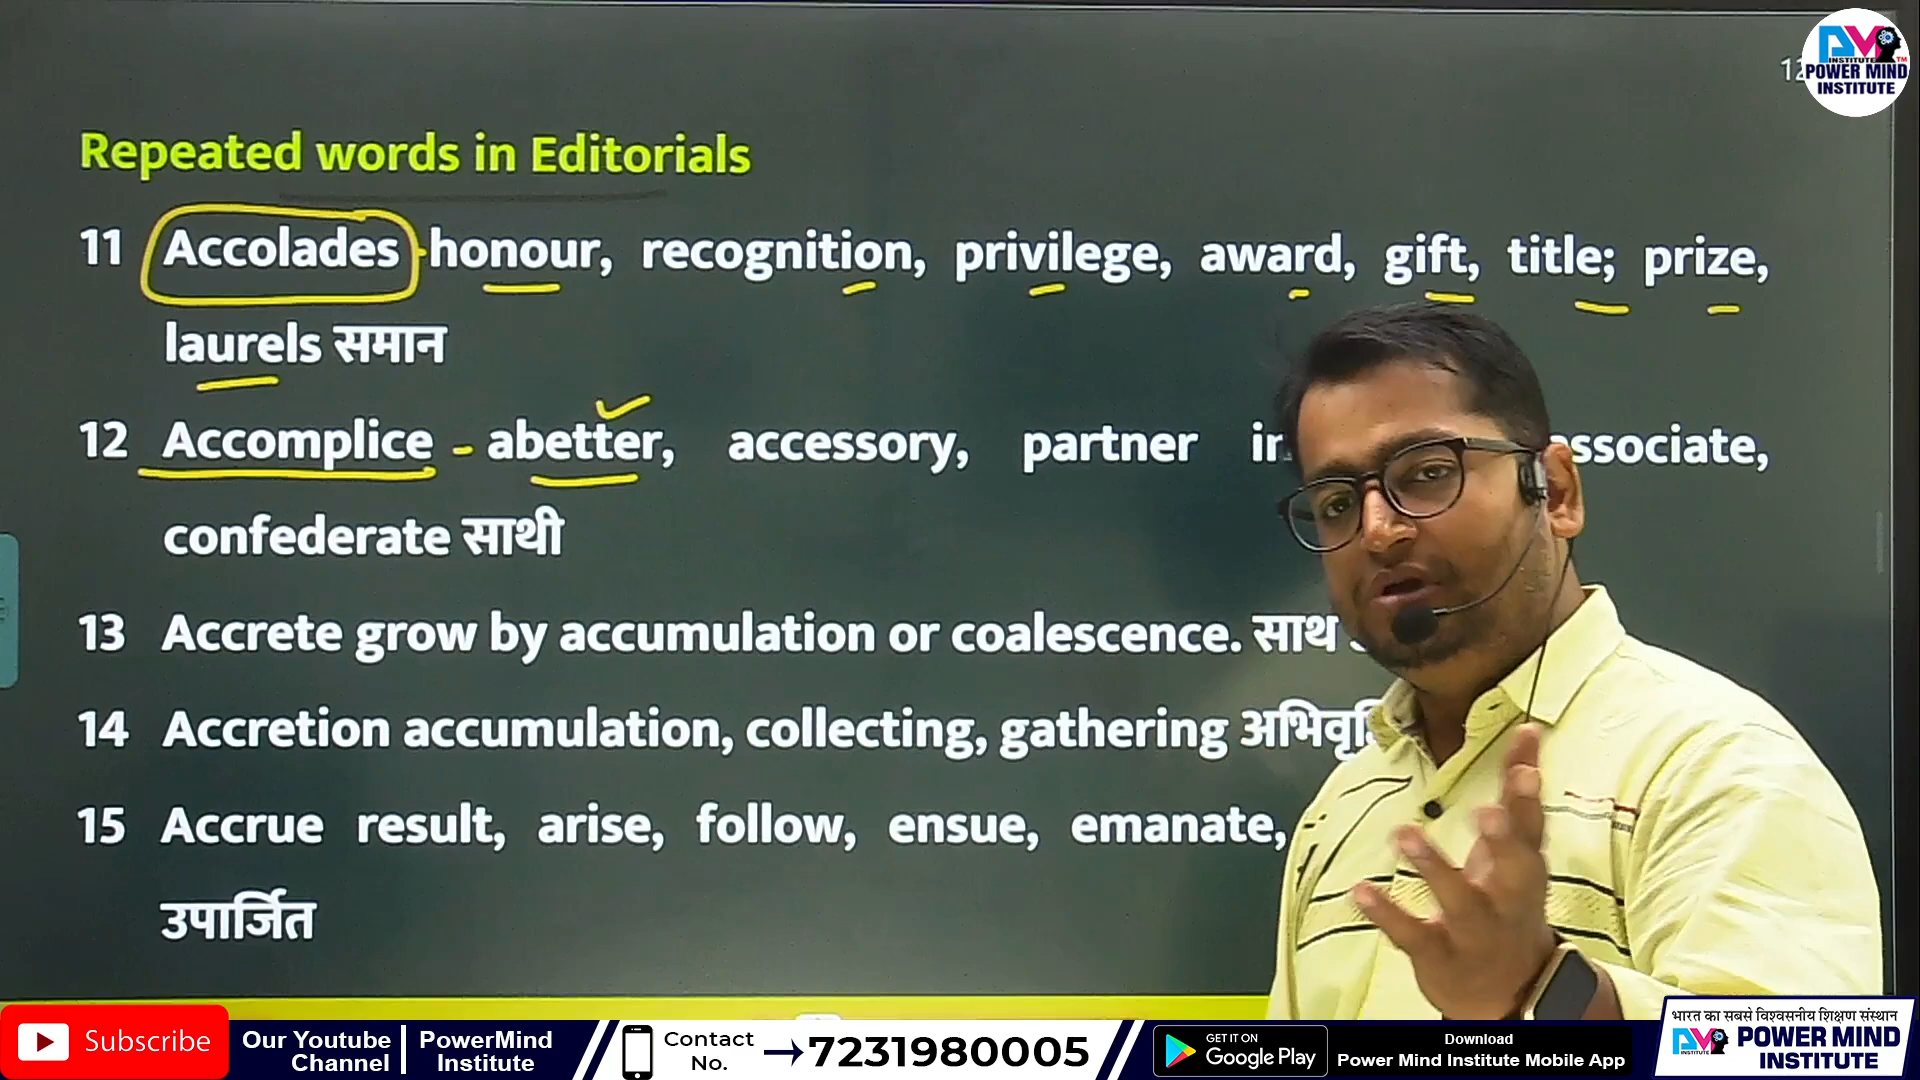 12
POWER MIND
INSTITUTE
Repeated words in Editorials
11 Accolades honour, recognition, privilege, award, gift, title; prize,
laurels समान
12 Accomplice abetter, accessory, partner in associate,
confederate साथी
13 Accrete grow by accumulation or coalescence. साथ
14 Accretion accumulation, collecting, gathering
15 Accrue result, arise, follow, ensue, emanate,
उपार्जित
Subscribe
Our Youtube Channel
PowerMind Institute
Contact No.
7231980005
GET IT ON
Google Play
Download
Power Mind Institute Mobile App
भारत का सबसे विश्वसनीय शिक्षण संस्थान
POWER MIND
INSTITUTE